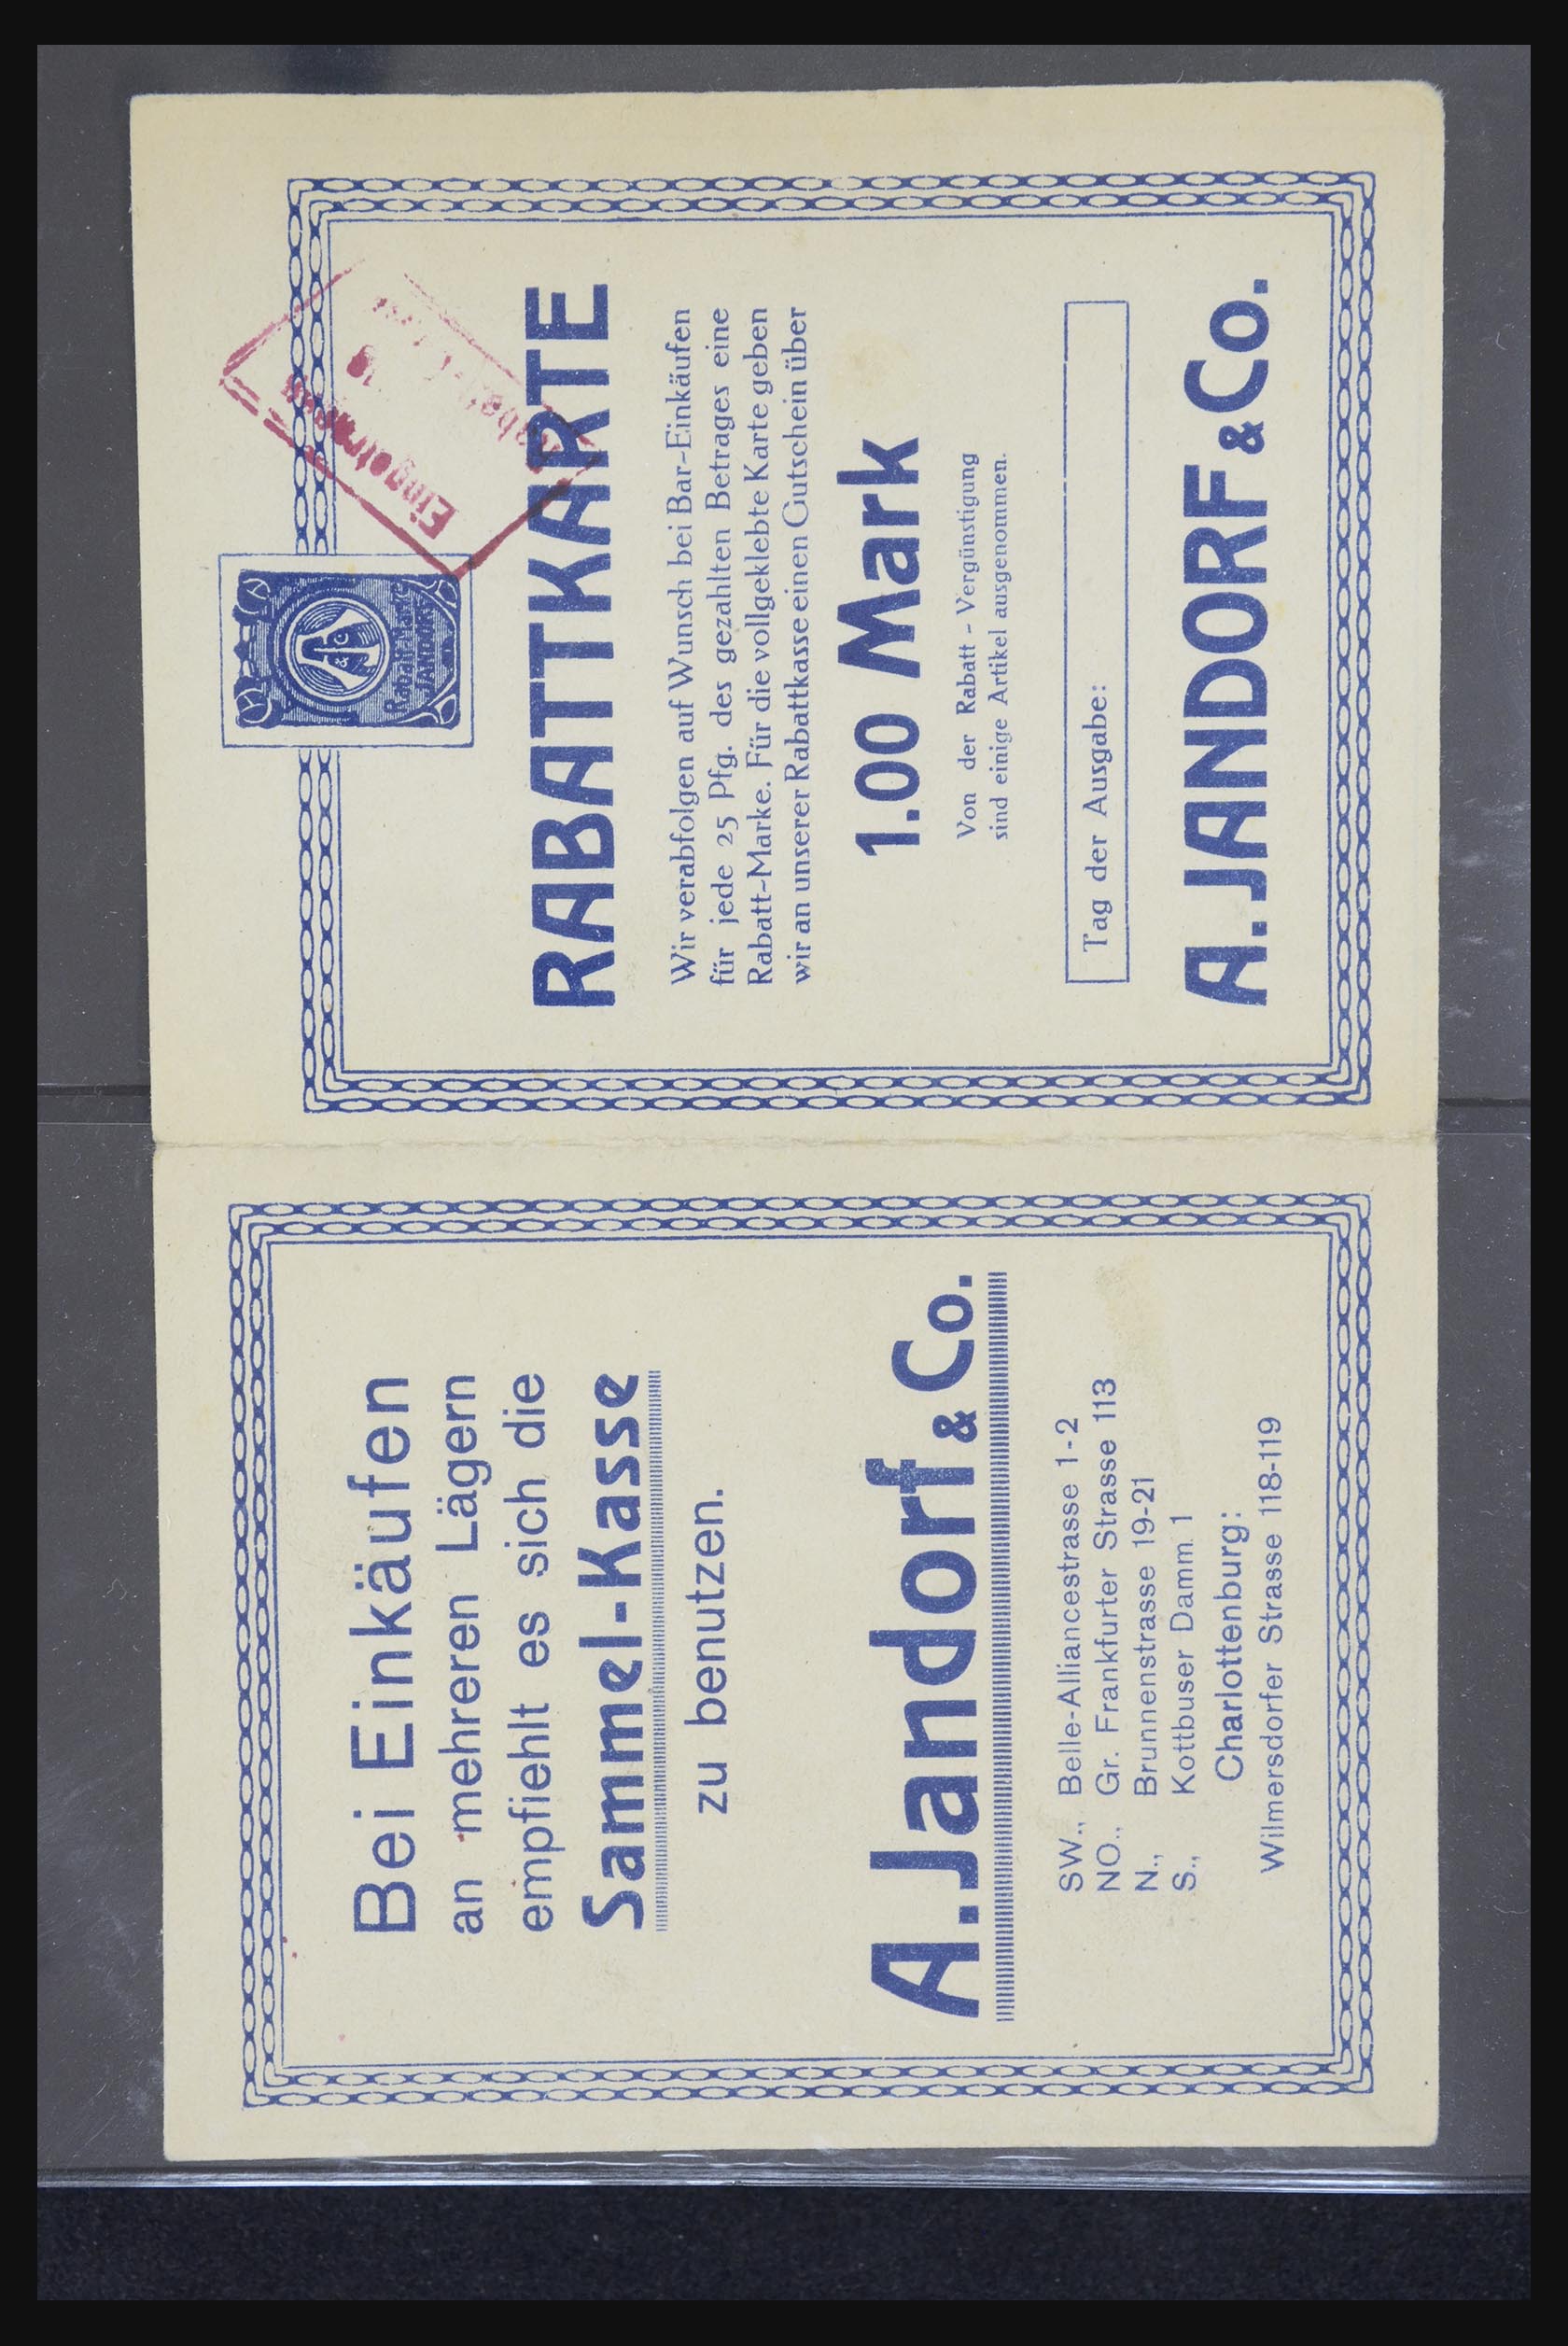 Rabatt-Marke
JANDORF
RABATTKARTE
Wir verabfolgen auf Wunsch bei Bar-Einkäufen
für jede 25 Pfg. des gezahlten Betrages eine
Rabatt-Marke. Für die vollgeklebte Karte geben
wir an unserer Rabattkasse einen Gutschein über
1.00 Mark
Von der Rabatt-Vergünstigung
sind einige Artikel ausgenommen.
Tag der Ausgabe:
A. JANDORF & Co.
Bei Einkäufen
an mehreren Lägern
empfiehlt es sich die
Sammel-Kasse
zu benutzen.
A. Jandorf & Co.
SW., Belle-Alliancestrasse 1-2
NO., Gr. Frankfurter Strasse 113
N., Brunnenstrasse 19-21
S., Kottbuser Damm 1
Charlottenburg:
Wilmersdorfer Strasse 118-119